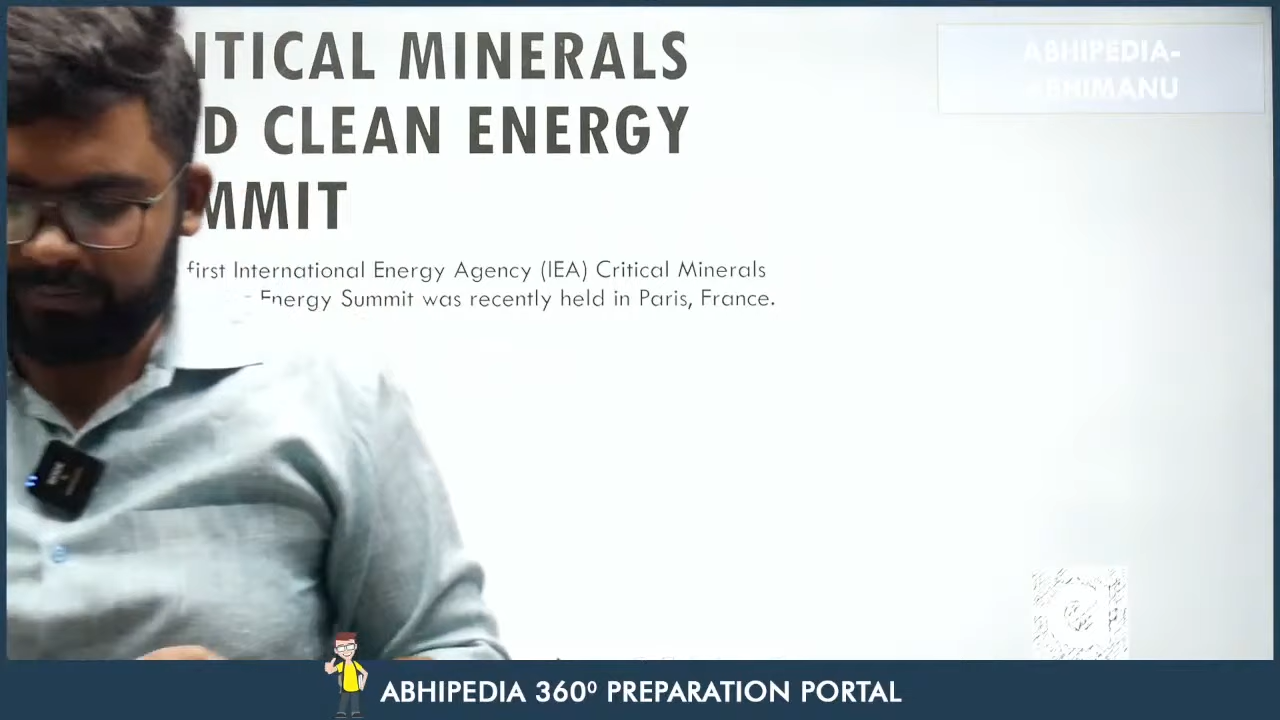 ITICAL MINERALS
D CLEAN ENERGY
MMIT
first International Energy Agency (IEA) Critical Minerals
Energy Summit was recently held in Paris, France.
ABHIPEDIA-
ABHIMANU
ABHIPEDIA 360º PREPARATION PORTAL